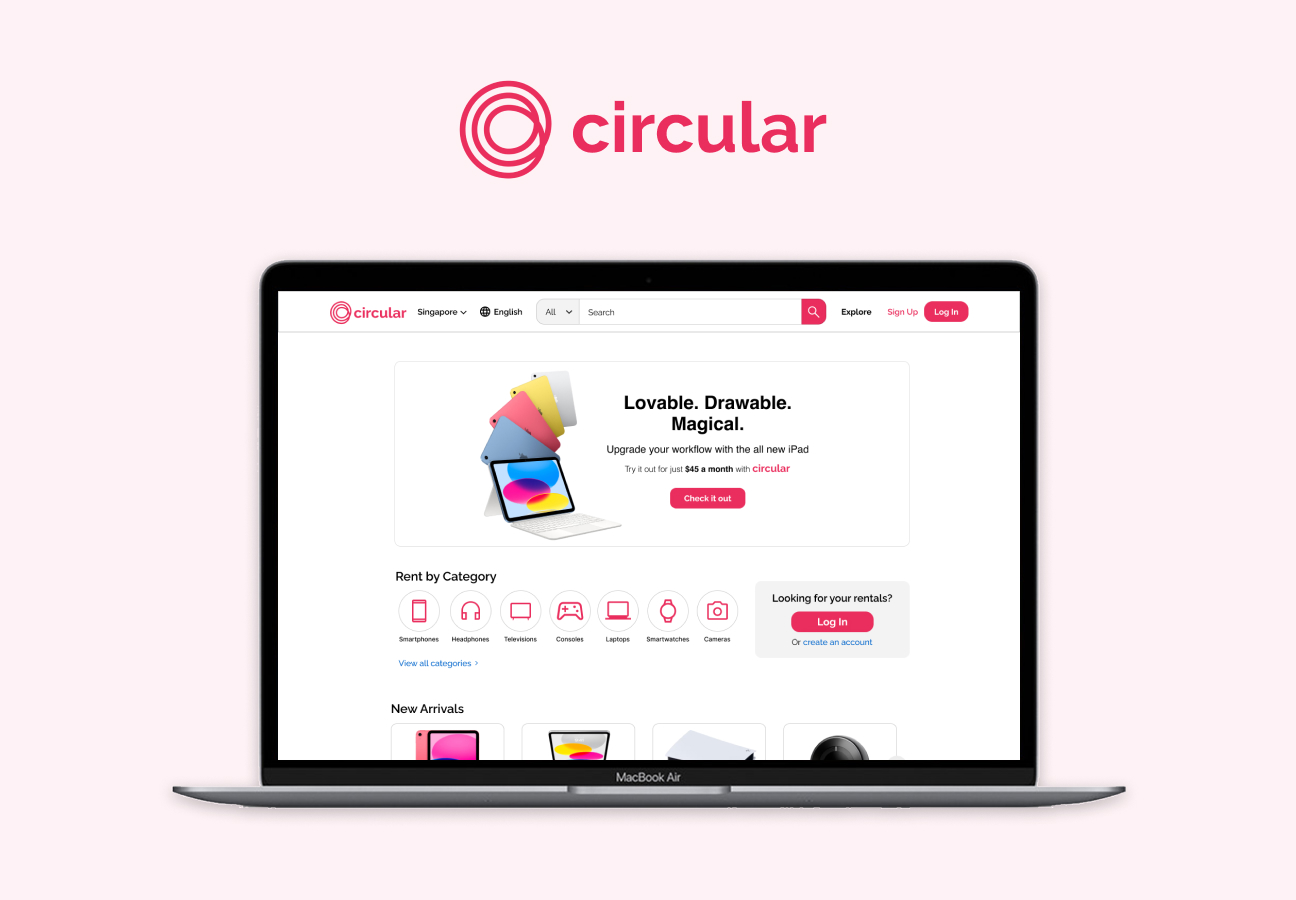 circular
circular Singapore English All Search Explore Sign Up Log In
Lovable. Drawable.
Magical.
Upgrade your workflow with the all new iPad
Try it out for just $45 a month with circular
Check it out
Rent by Category
Smartphones Headphones Televisions Consoles Laptops Smartwatches Cameras
View all categories
Looking for your rentals?
Log In
Or create an account
New Arrivals
MacBook Air